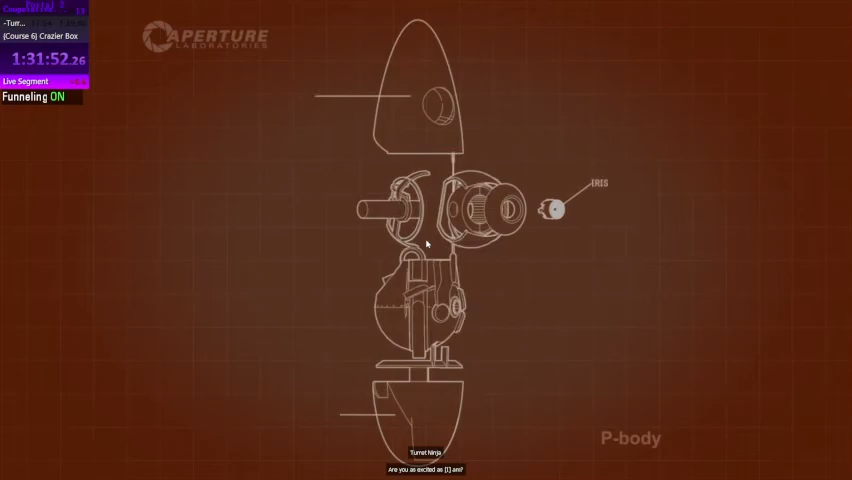 -Turr...
{Course 6} Crazier Box
1:31:52.26
Live Segment
Funneling ON
APERTURE
LABORATORIES
IRIS
P-body
Turret Ninja
Are you as excited as [I] am?